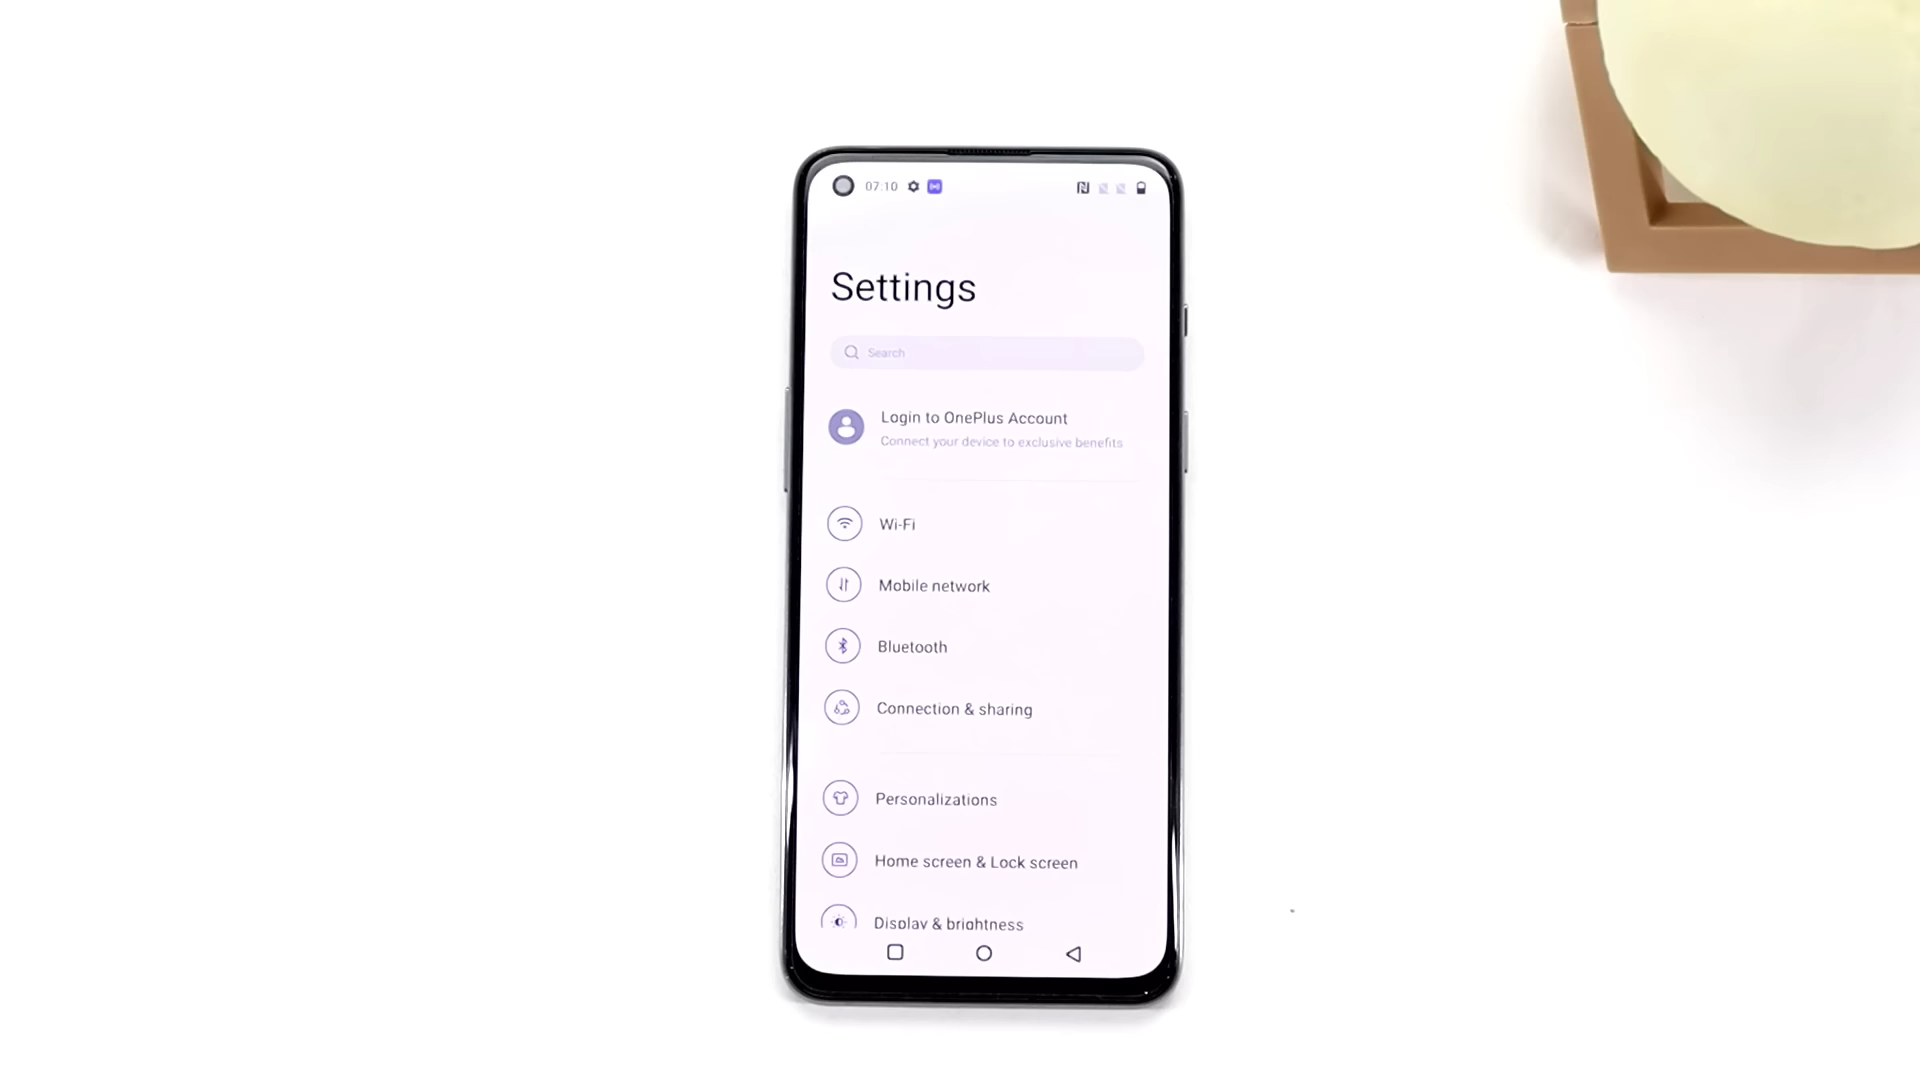 07:10
Settings
Search
Login to OnePlus Account
Connect your device to exclusive benefits
Wi-Fi
Mobile network
Bluetooth
Connection & sharing
Personalizations
Home screen & Lock screen
Display & brightness